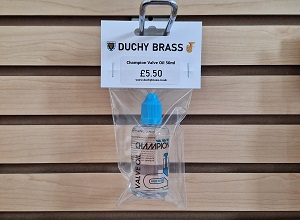 DUCHY BRASS
Champion Valve Oil 50ml
£5.50
VALVE OIL
CHAMPION